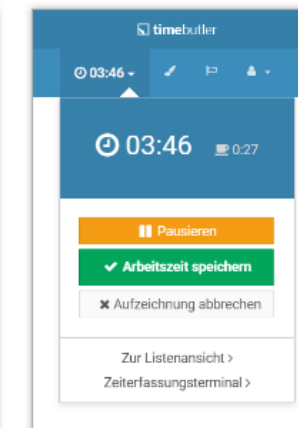 timebutler
03:46
03:46 0:27
Pausieren
Arbeitszeit speichern
Aufzeichnung abbrechen
Zur Listenansicht >
Zeiterfassungsterminal >